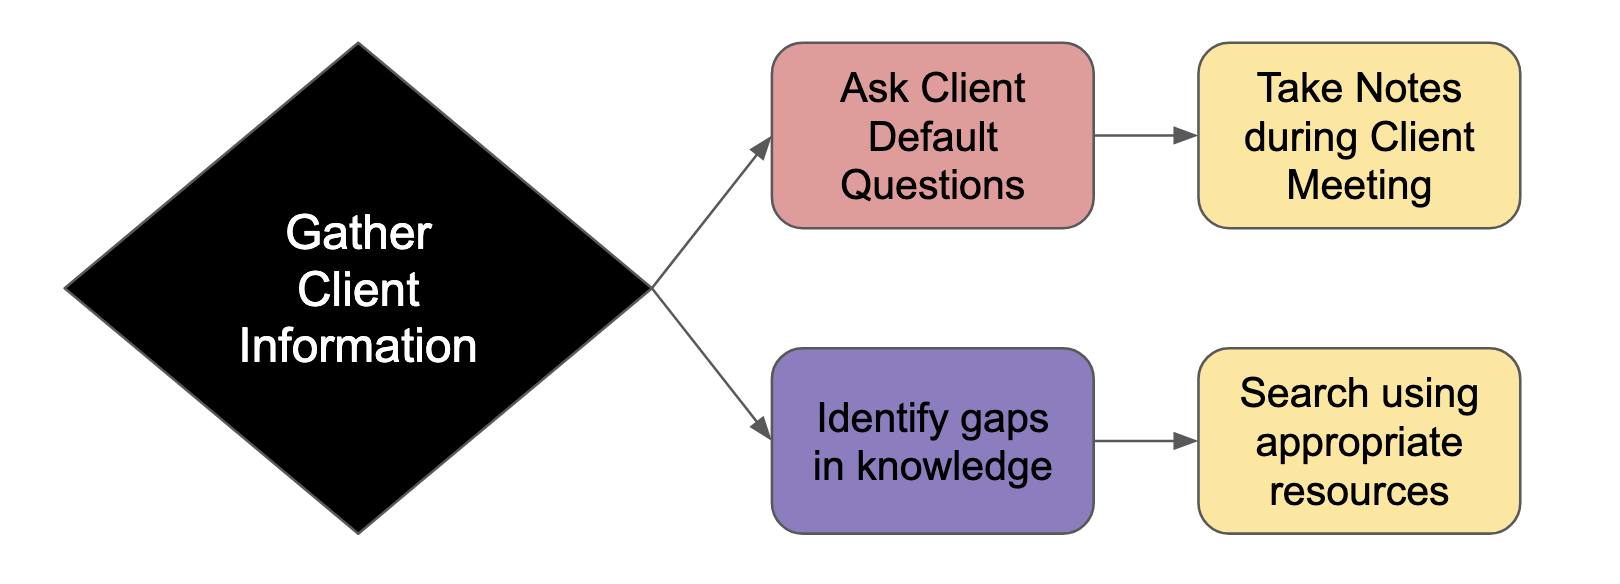 Gather
Client
Information
Ask Client
Default
Questions
Take Notes
during Client
Meeting
Identify gaps
in knowledge
Search using
appropriate
resources